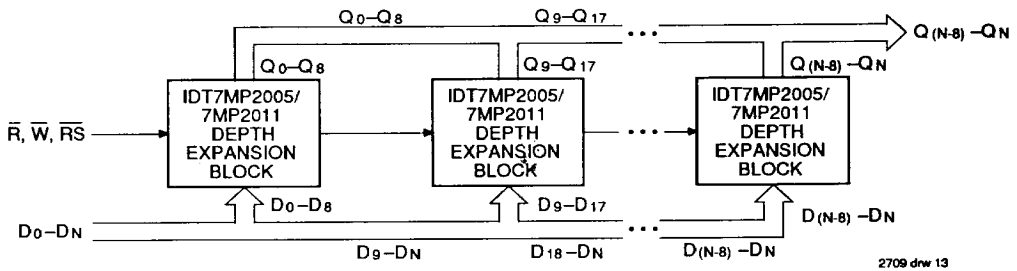 Q0–Q8 Q9–Q17 ••• Q(N-8)–QN
Q0–Q8 Q9–Q17 Q(N-8)–QN
IDT7MP2005/
7MP2011
DEPTH
EXPANSION
BLOCK
IDT7MP2005/
7MP2011
DEPTH
EXPANSION
BLOCK
IDT7MP2005/
7MP2011
DEPTH
EXPANSION
BLOCK
R̅, W̅, R̅S̅
•••
D0–D8 D9–D17 D(N-8)–DN
D0–DN •••
D9–DN D18–DN D(N-8)–DN
2709 drw 13